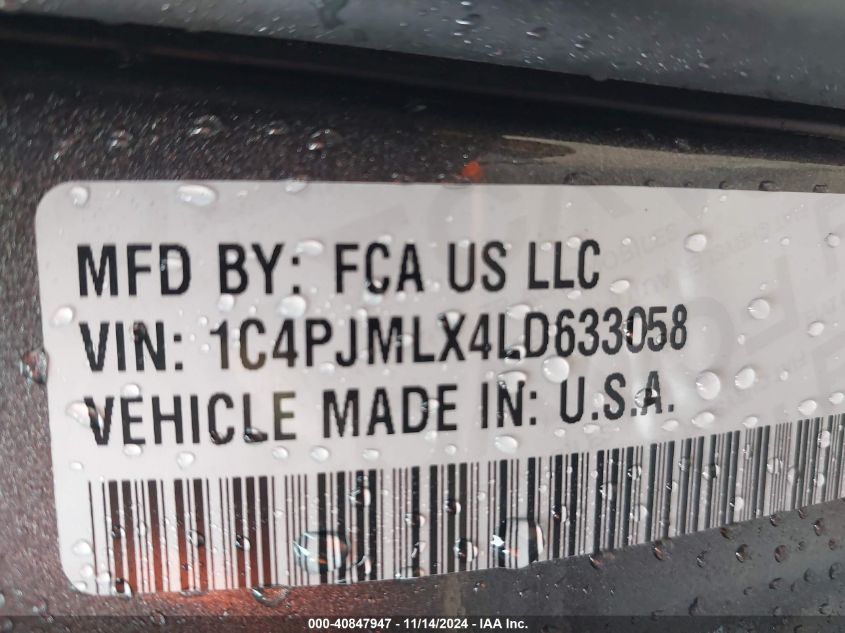 MFD BY: FCA US LLC
VIN: 1C4PJMLX4LD633058
VEHICLE MADE IN: U.S.A.
000-40847947 - 11/14/2024 - IAA Inc.